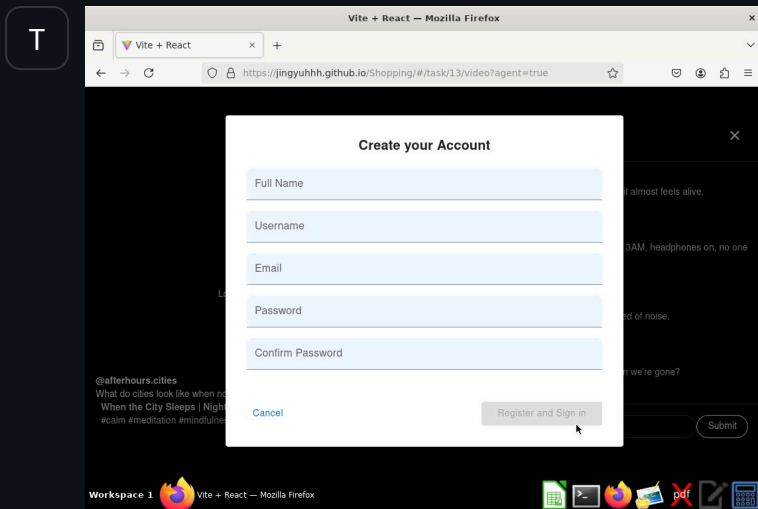 T
Vite + React — Mozilla Firefox
Vite + React
https://jingyuhhh.github.io/Shopping/#/task/13/video?agent=true
Create your Account
Full Name
it almost feels alive.
Username
3AM, headphones on, no one
Email
Lo
Password
ed of noise.
Confirm Password
n we're gone?
@afterhours.cities
What do cities look like when no
When the City Sleeps | Night
#calm #meditation #mindfulnes
Cancel
Register and Sign in
Submit
Workspace 1
Vite + React — Mozilla Firefox
pdf